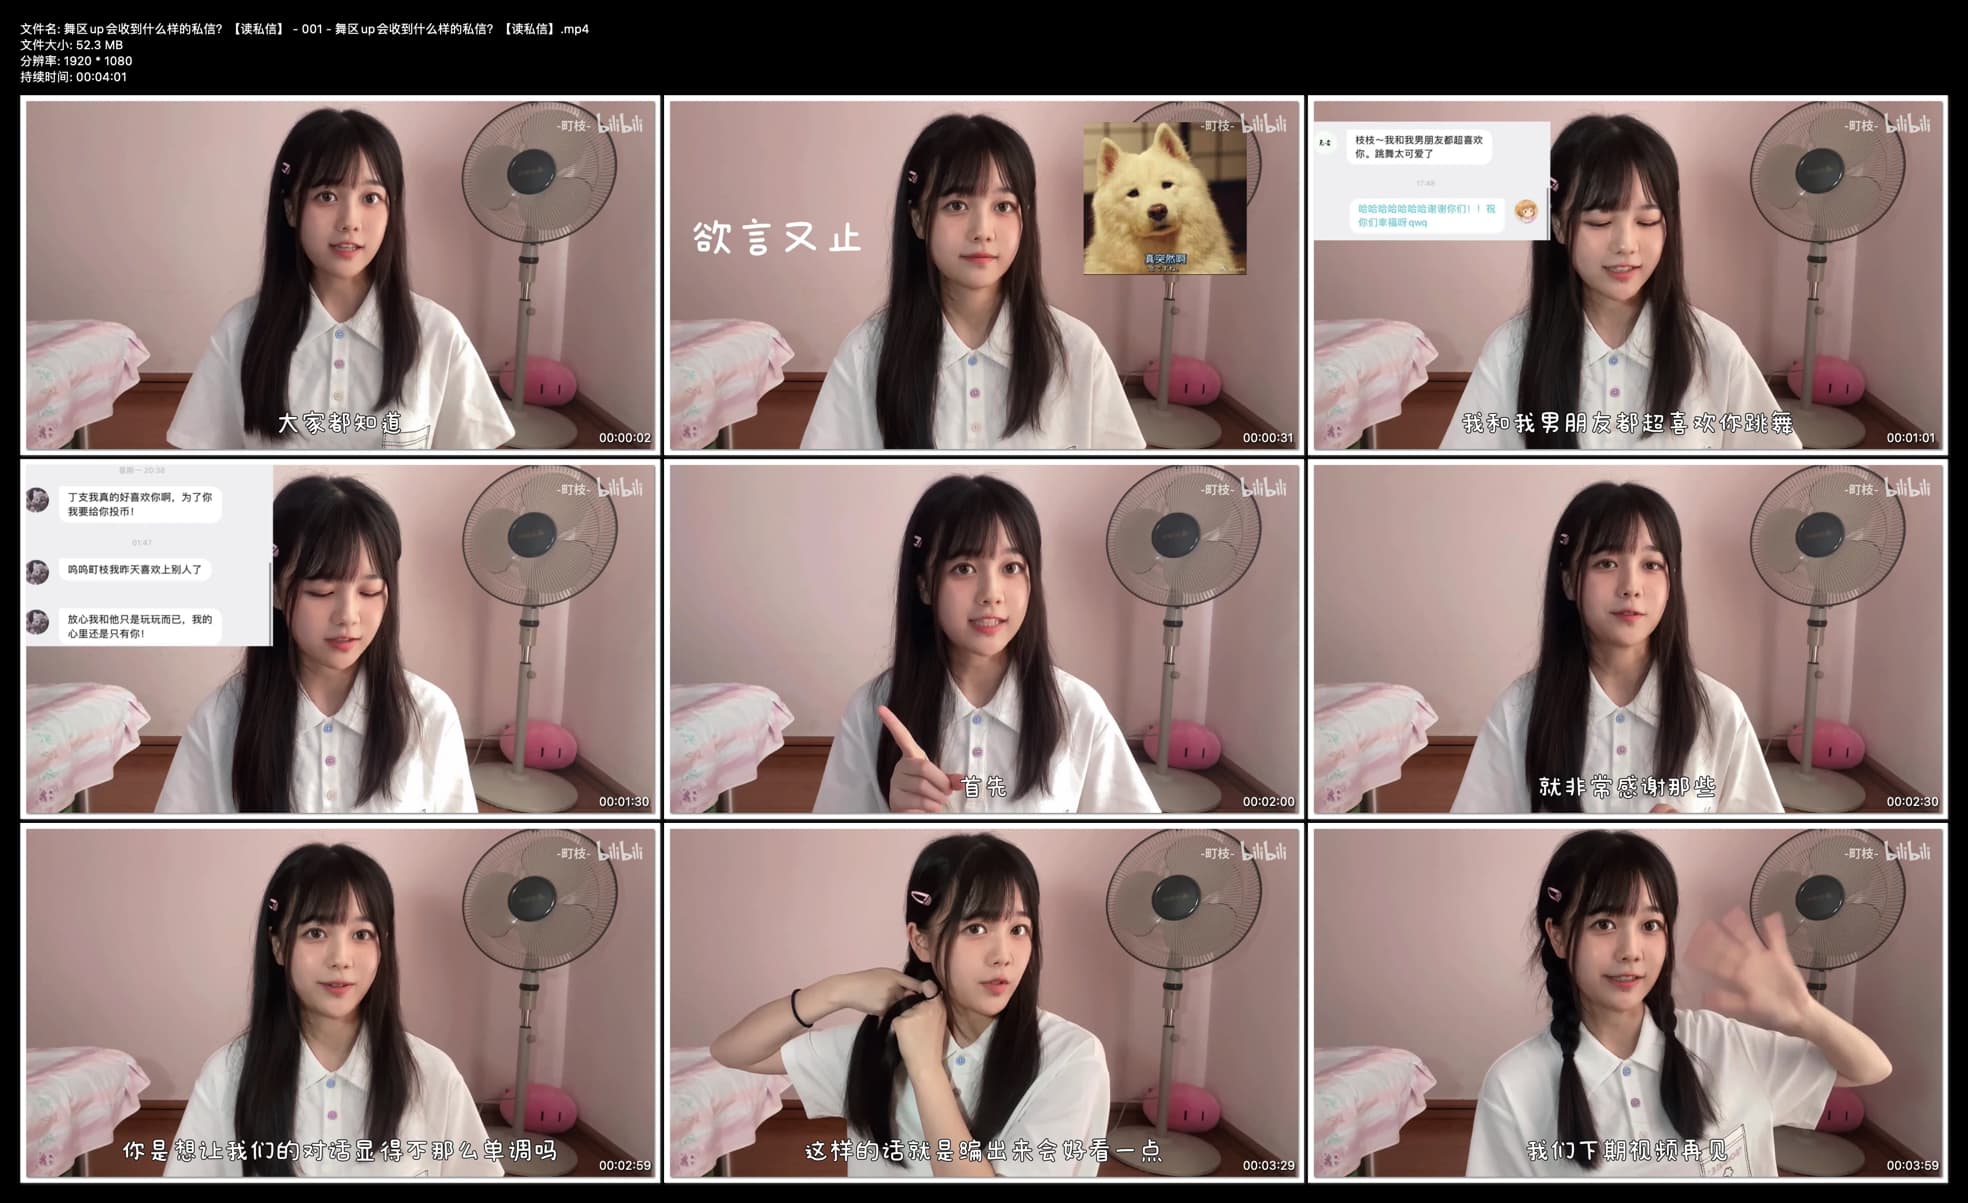 文件名: 舞区up会收到什么样的私信？【读私信】 - 001 - 舞区up会收到什么样的私信？【读私信】.mp4
文件大小: 52.3 MB
分辨率: 1920 * 1080
持续时间: 00:04:01
-町枝- bilibili
大家都知道
00:00:02
-町枝- bilibili
欲言又止
真突然啊
00:00:31
-町枝- bilibili
枝枝～我和我男朋友都超喜欢
你。跳舞太可爱了
17:48
哈哈哈哈哈哈哈谢谢你们！！祝
你们幸福呀qwq
我和我男朋友都超喜欢你跳舞
00:01:01
星期一 20:38
丁支我真的好喜欢你啊，为了你
我要给你投币！
01:47
呜呜町枝我昨天喜欢上别人了
放心我和他只是玩玩而已，我的
心里还是只有你！
-町枝- bilibili
00:01:30
-町枝- bilibili
首先
00:02:00
-町枝- bilibili
就非常感谢那些
00:02:30
-町枝- bilibili
你是想让我们的对话显得不那么单调吗
00:02:59
-町枝- bilibili
这样的话就是编出来会好看一点
00:03:29
-町枝- bilibili
我们下期视频再见
00:03:59